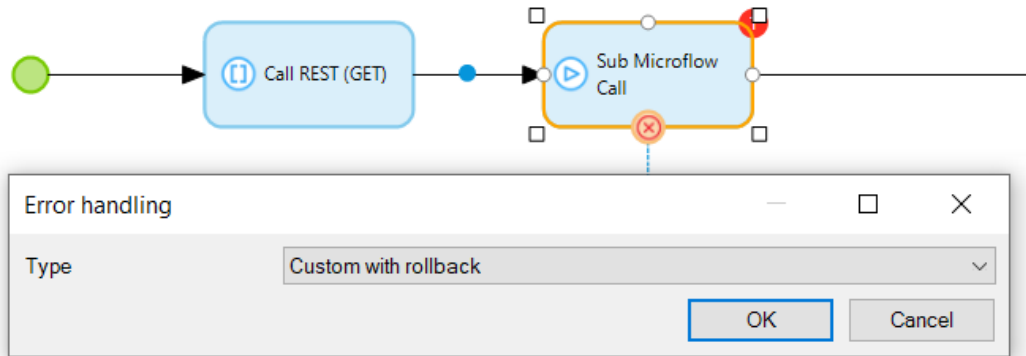 Call REST (GET)
Sub Microflow
Call
Error handling
Type
Custom with rollback
OK
Cancel